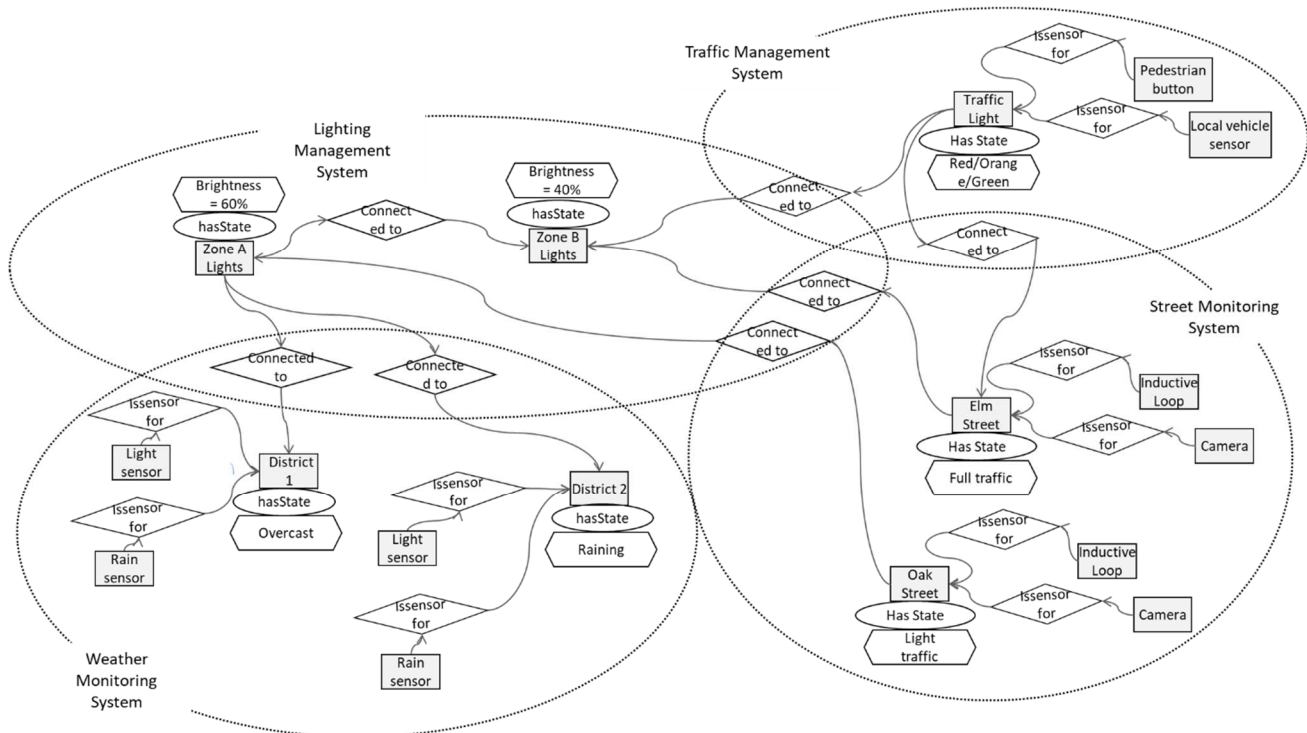 Traffic Management
System
Issensor
for
Pedestrian
button
Traffic
Light
Issensor
for
Local vehicle
sensor
Has State
Red/Orang
e/Green
Lighting
Management
System
Brightness
= 60%
hasState
Zone A
Lights
Connect
ed to
Brightness
= 40%
hasState
Zone B
Lights
Connect
ed to
Connect
ed to
Connect
ed to
Connect
ed to
Street Monitoring
System
Connected
to
Connecte
d to
Issensor
for
Light
sensor
District
1
hasState
Overcast
Issensor
for
Rain
sensor
Issensor
for
Light
sensor
District 2
hasState
Raining
Issensor
for
Rain
sensor
Weather
Monitoring
System
Issensor
for
Inductive
Loop
Elm
Street
Issensor
for
Camera
Has State
Full traffic
Issensor
for
Inductive
Loop
Oak
Street
Issensor
for
Camera
Has State
Light
traffic